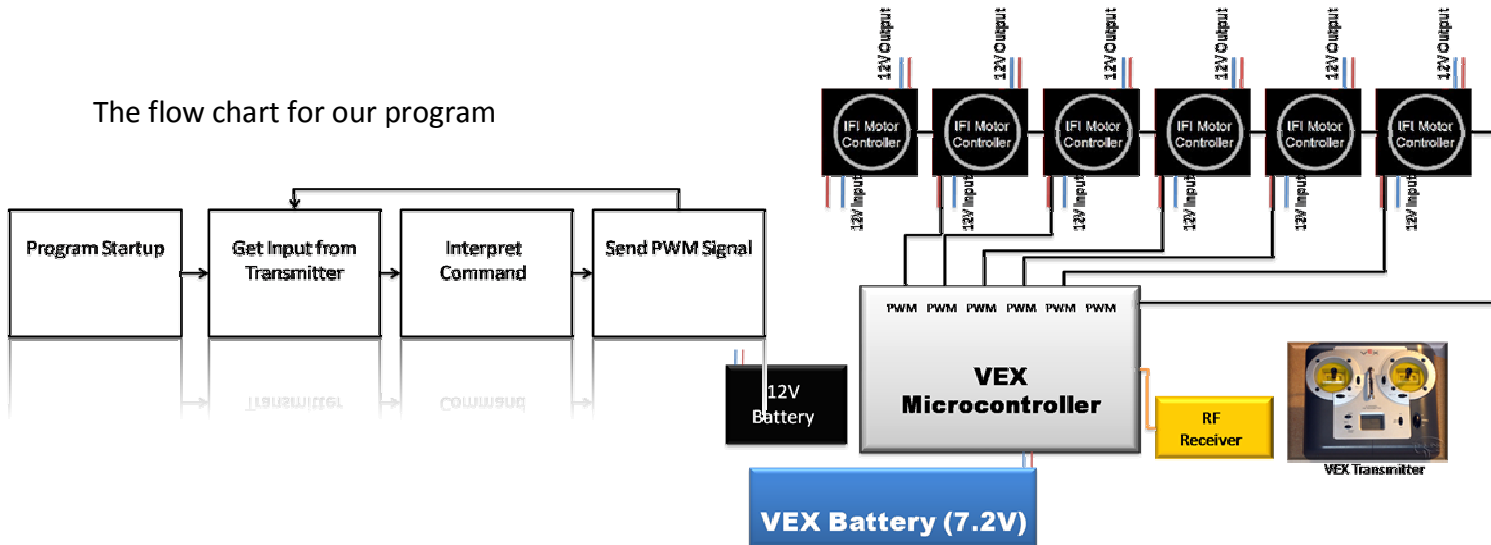 The flow chart for our program
Program Startup
Get Input from
Transmitter
Interpret
Command
Send PWM Signal
Transmitter
Command
12V Output
12V Output
12V Output
12V Output
12V Output
12V Output
IFI Motor
Controller
IFI Motor
Controller
IFI Motor
Controller
IFI Motor
Controller
IFI Motor
Controller
IFI Motor
Controller
12V Input
12V Input
12V Input
12V Input
12V Input
12V Input
PWM PWM PWM PWM PWM PWM
VEX
Microcontroller
12V
Battery
RF
Receiver
VEX Transmitter
VEX Battery (7.2V)